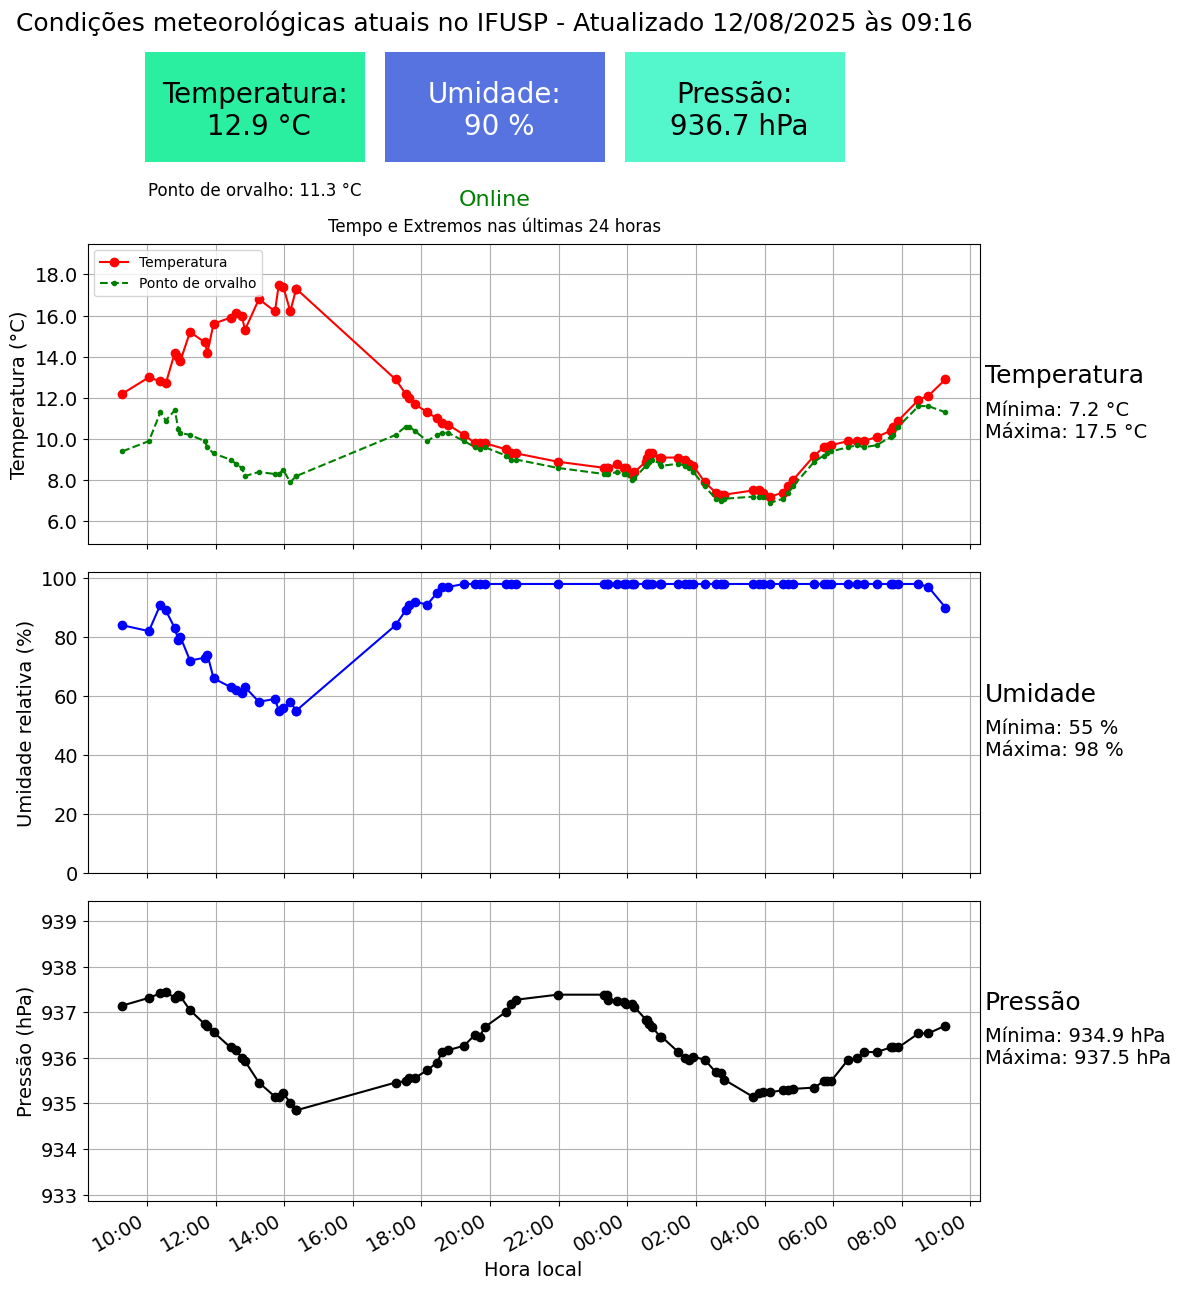 Condições meteorológicas atuais no IFUSP - Atualizado 12/08/2025 às 09:16
Temperatura:
12.9 °C
Umidade:
90 %
Pressão:
936.7 hPa
Ponto de orvalho: 11.3 °C
Online
Tempo e Extremos nas últimas 24 horas
Temperatura
Ponto de orvalho
Temperatura (°C)
18.0
16.0
14.0
12.0
10.0
8.0
6.0
Temperatura
Mínima: 7.2 °C
Máxima: 17.5 °C
Umidade relativa (%)
100
80
60
40
20
0
Umidade
Mínima: 55 %
Máxima: 98 %
Pressão (hPa)
939
938
937
936
935
934
933
Pressão
Mínima: 934.9 hPa
Máxima: 937.5 hPa
10:00 12:00 14:00 16:00 18:00 20:00 22:00 00:00 02:00 04:00 06:00 08:00 10:00
Hora local